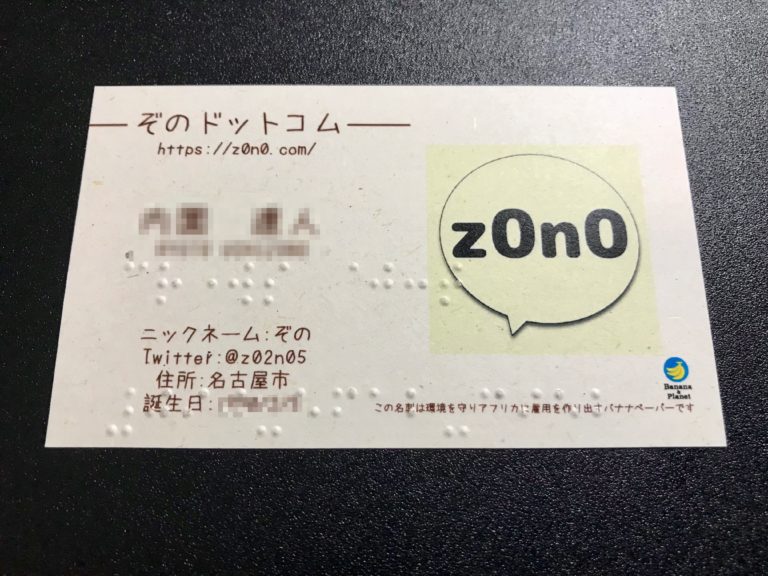 ぞのドットコム
https://z0n0.com/
z0n0
ニックネーム:ぞの
Twitter:@z02n05
住所:名古屋市
誕生日:
Banana
Planet
この名刺は環境を守りアフリカに雇用を作り出すバナナペーパーです